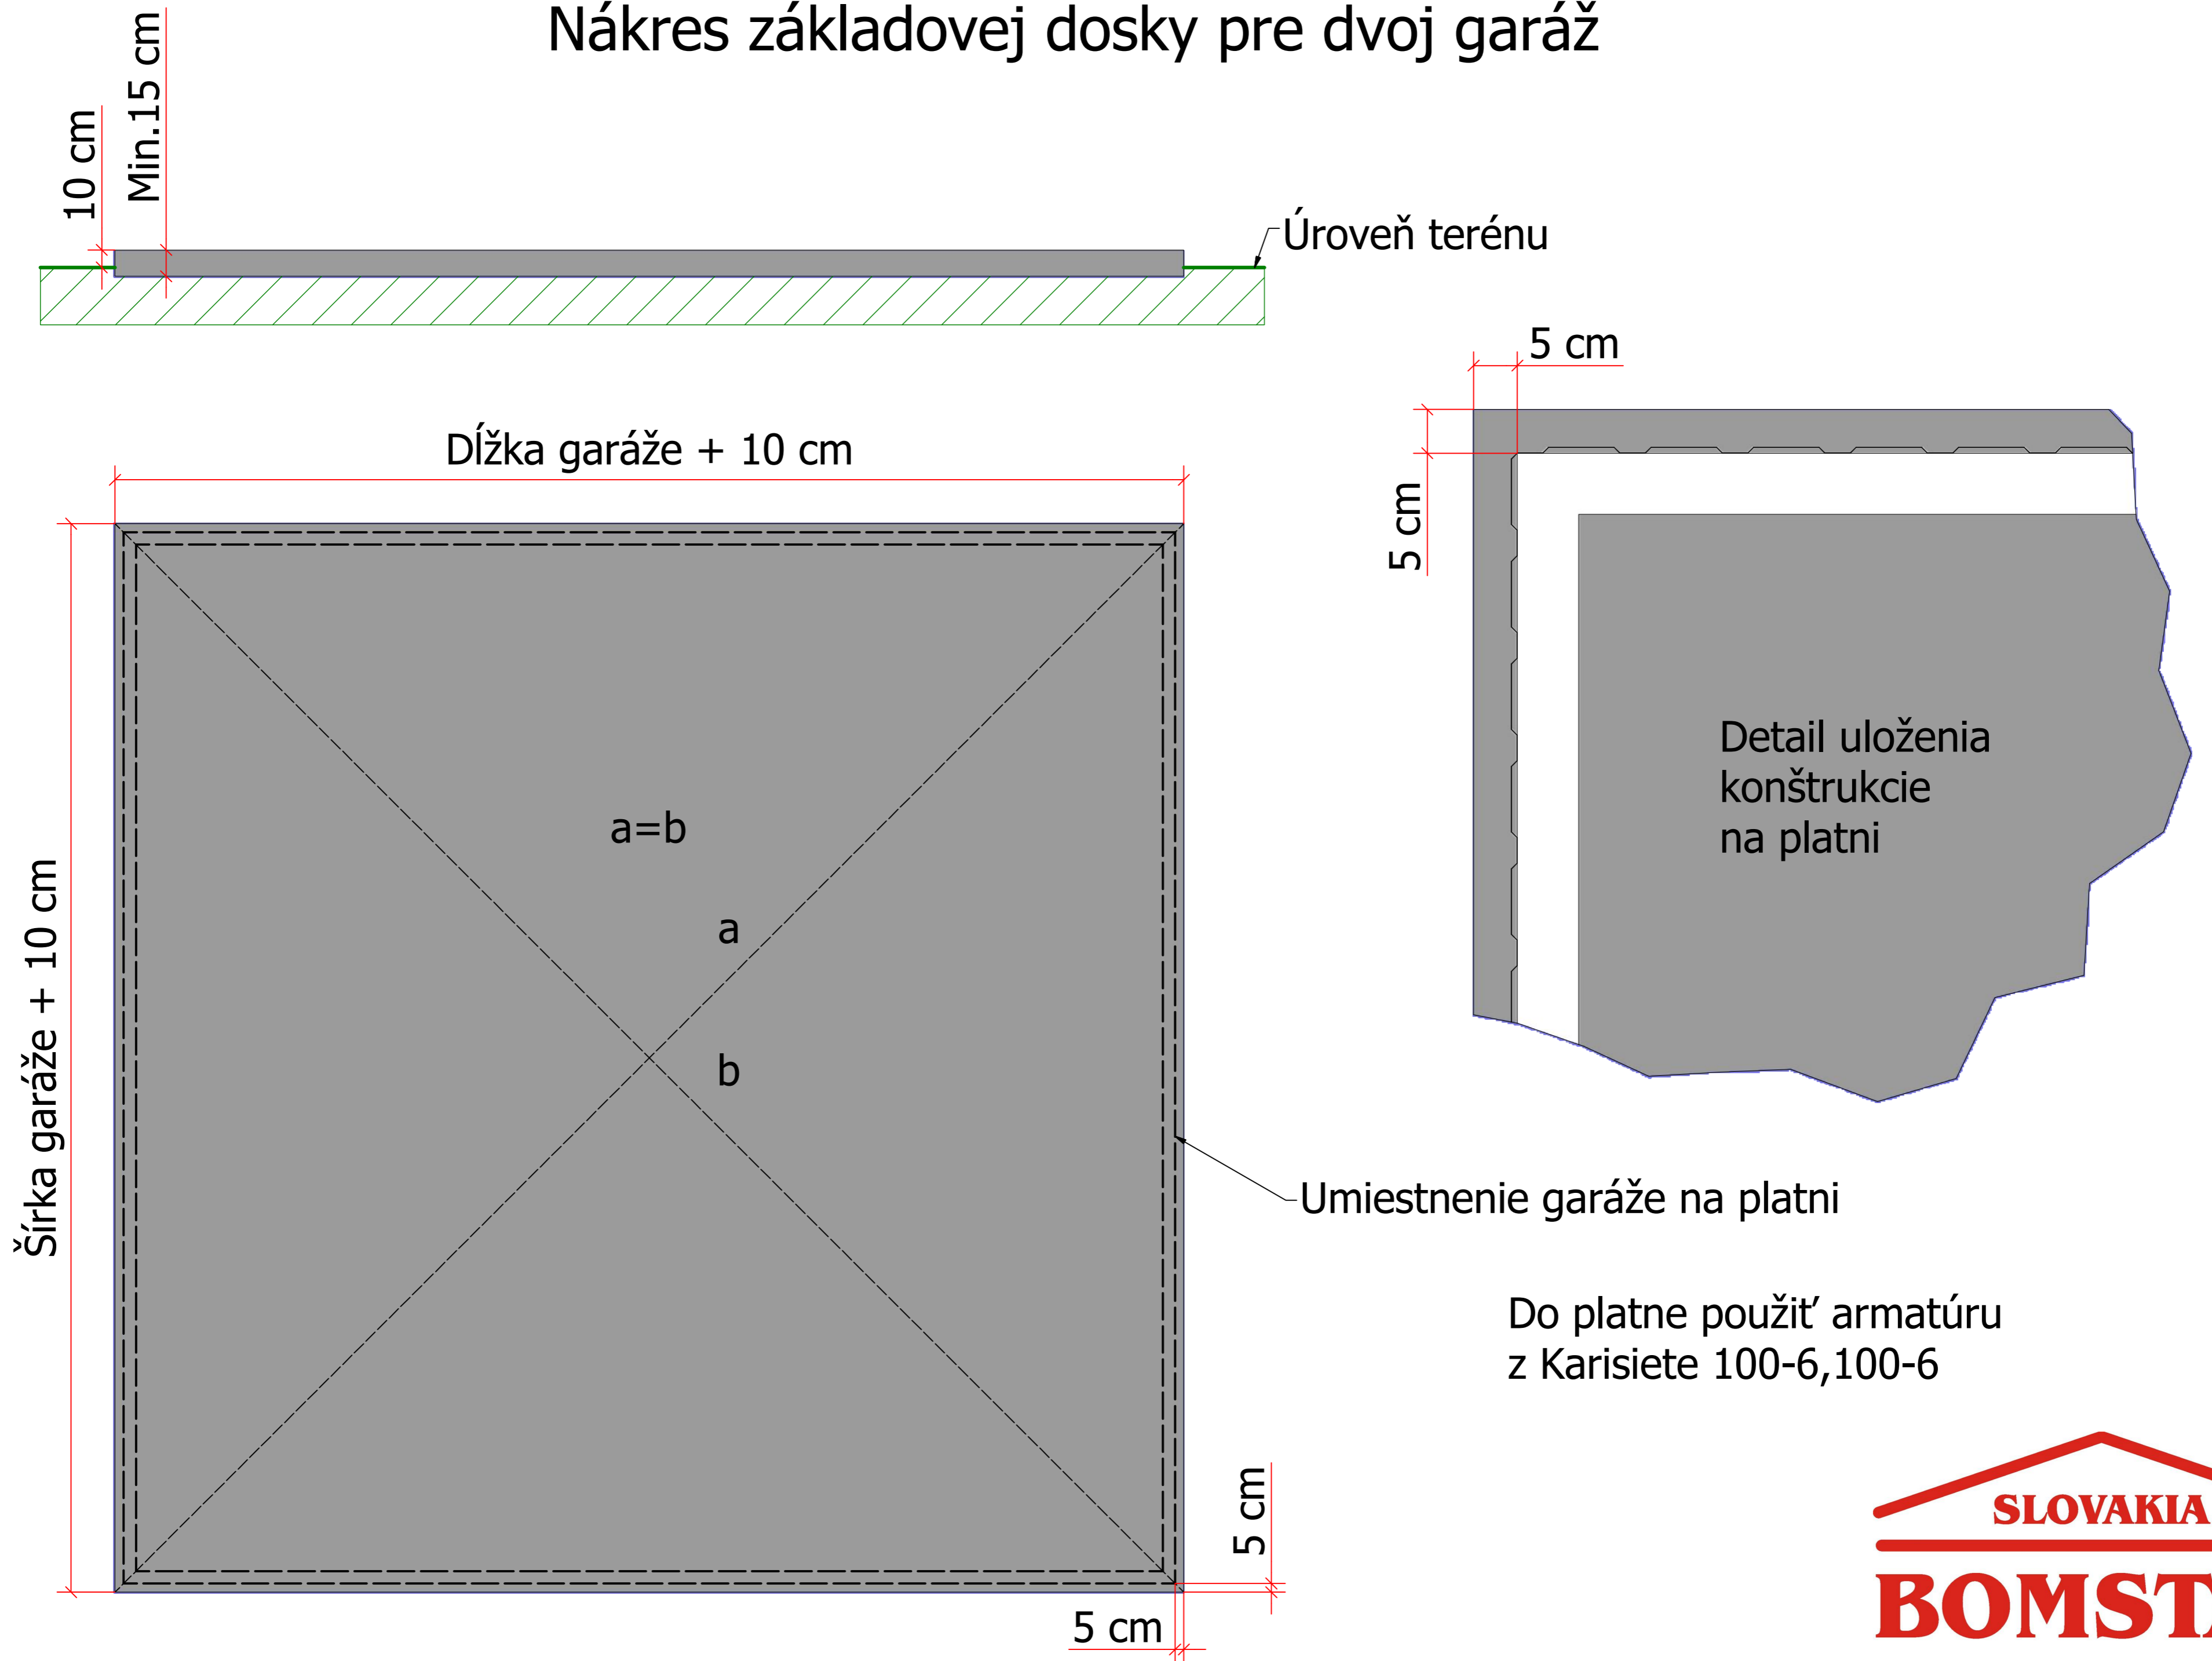 Nákres základovej dosky pre dvoj garáž
10 cm
Min.15 cm
Úroveň terénu
5 cm
5 cm
Dĺžka garáže + 10 cm
Šírka garáže + 10 cm
a=b
a
b
Detail uloženia
konštrukcie
na platni
Umiestnenie garáže na platni
Do platne použiť armatúru
z Karisiete 100-6,100-6
5 cm
5 cm
SLOVAKIA
BOMST